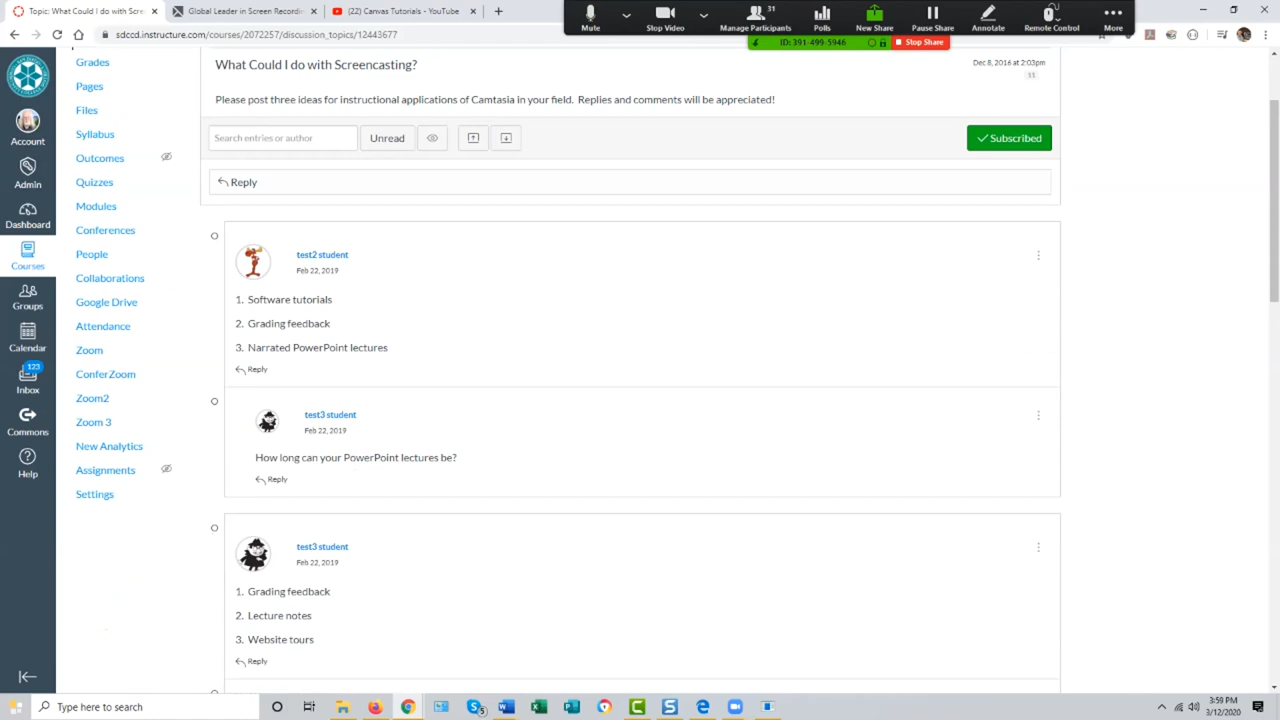 Topic: What Could I do with Scre
Global Leader in Screen Recordin
(22) Canvas Tutorials - YouTube
31
Mute
Stop Video
Manage Participants
Polls
New Share
Pause Share
Annotate
Remote Control
More
ID: 391-499-5946
Stop Share
sdccd.instructure.com/courses/2072257/discussion_topics/22443677
Account
Admin
Dashboard
Courses
Groups
Calendar
123
Inbox
Commons
Help
Grades
Pages
Files
Syllabus
Outcomes
Quizzes
Modules
Conferences
People
Collaborations
Google Drive
Attendance
Zoom
ConferZoom
Zoom2
Zoom 3
New Analytics
Assignments
Settings
What Could I do with Screencasting?
Dec 8, 2016 at 2:03pm
11
Please post three ideas for instructional applications of Camtasia in your field. Replies and comments will be appreciated!
Search entries or author
Unread
Subscribed
Reply
test2 student
Feb 22, 2019
1. Software tutorials
2. Grading feedback
3. Narrated PowerPoint lectures
Reply
test3 student
Feb 22, 2019
How long can your PowerPoint lectures be?
Reply
test3 student
Feb 22, 2019
1. Grading feedback
2. Lecture notes
3. Website tours
Reply
Type here to search
3:59 PM
3/12/2020